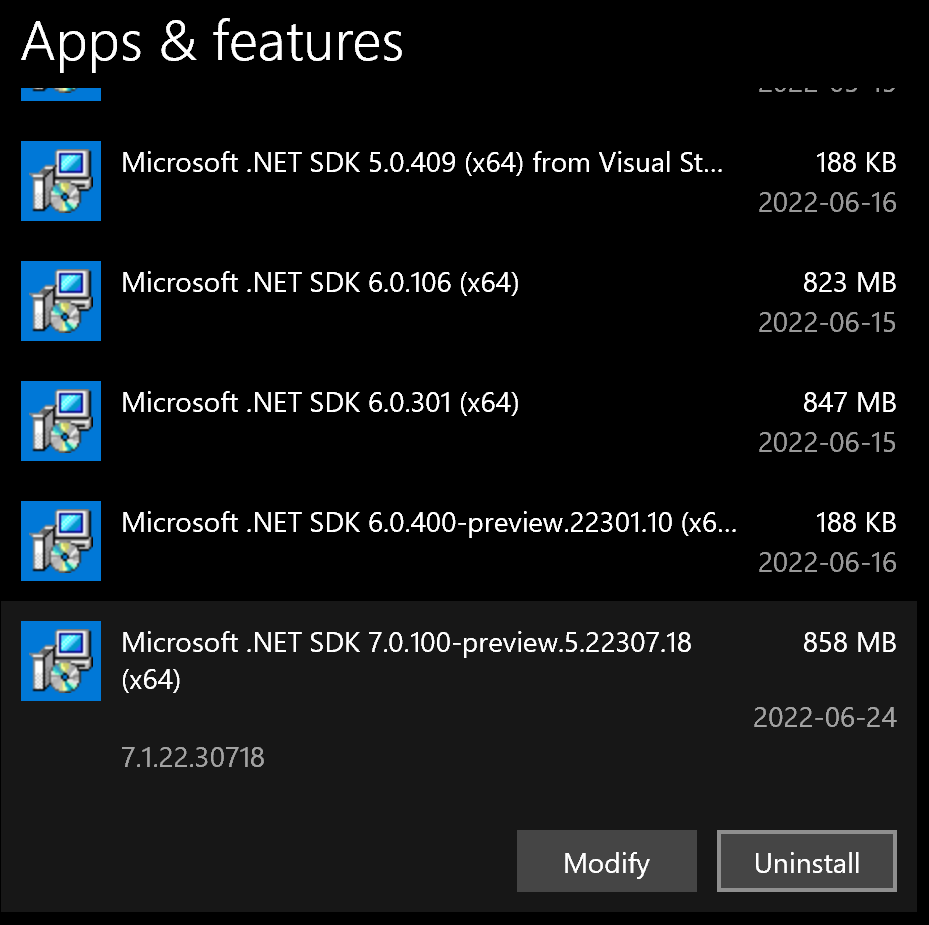 Apps & features
Microsoft .NET SDK 5.0.409 (x64) from Visual St... 188 KB
2022-06-16
Microsoft .NET SDK 6.0.106 (x64) 823 MB
2022-06-15
Microsoft .NET SDK 6.0.301 (x64) 847 MB
2022-06-15
Microsoft .NET SDK 6.0.400-preview.22301.10 (x6... 188 KB
2022-06-16
Microsoft .NET SDK 7.0.100-preview.5.22307.18 858 MB
(x64)
2022-06-24
7.1.22.30718
Modify Uninstall